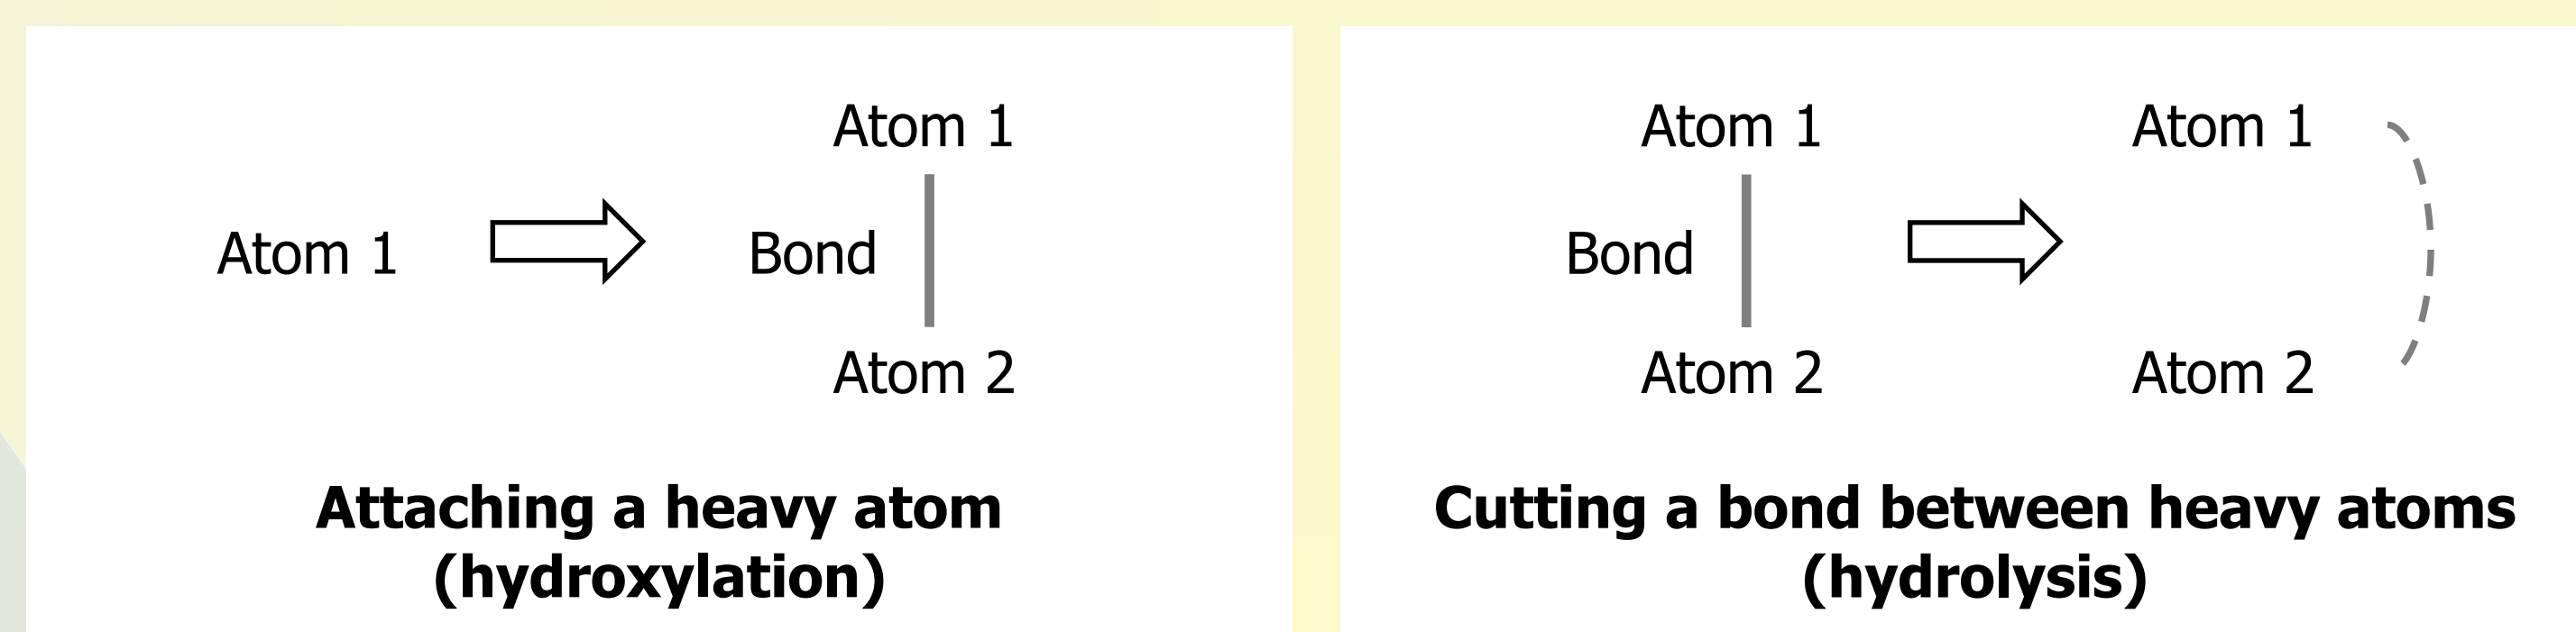 Atom 1
Atom 1
Bond
Atom 2
Attaching a heavy atom
(hydroxylation)
Atom 1
Bond
Atom 2
Atom 1
Atom 2
Cutting a bond between heavy atoms
(hydrolysis)